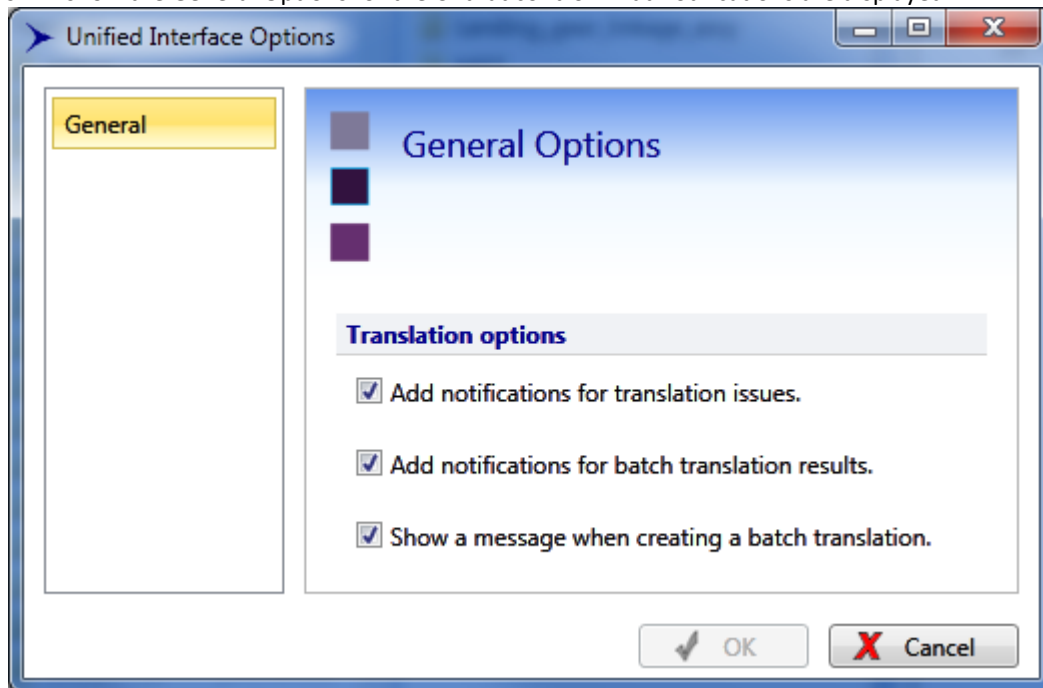 Unified Interface Options
General
General Options
Translation options
Add notifications for translation issues.
Add notifications for batch translation results.
Show a message when creating a batch translation.
OK
Cancel